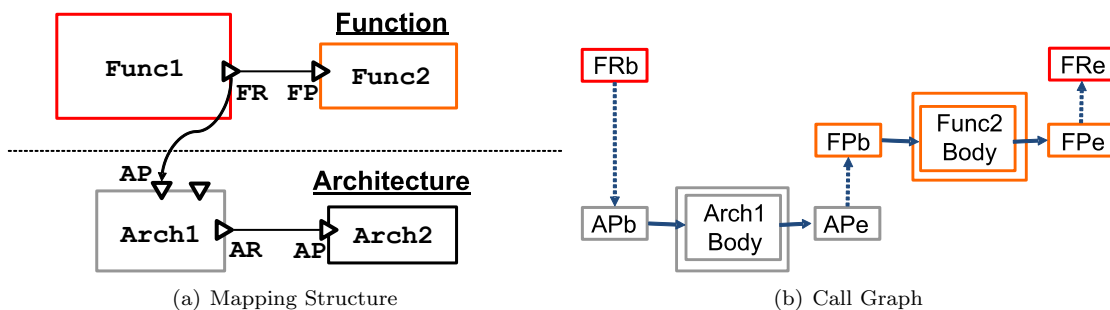 Function
Func1
Func2
FR
FP
AP
Architecture
Arch1
Arch2
AR
AP
(a) Mapping Structure
FRb
FRe
FPb
Func2
Body
FPe
APb
Arch1
Body
APe
(b) Call Graph